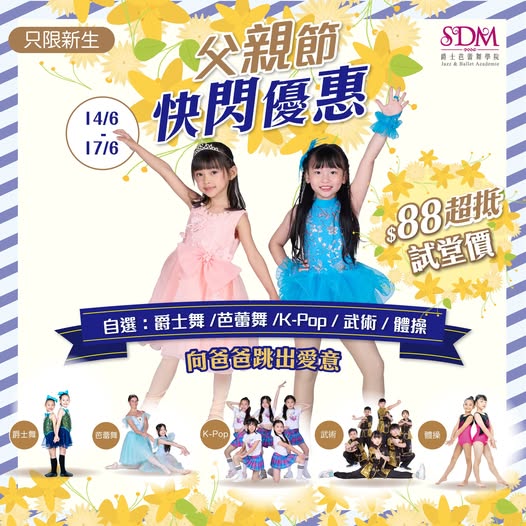 只限新生
父親節
快閃優惠
SDM
爵士芭蕾舞學院
Jazz & Ballet Academie
14/6
-
17/6
$88超抵
試堂價
自選：爵士舞 /芭蕾舞 /K-Pop / 武術 / 體操
向爸爸跳出愛意
爵士舞
芭蕾舞
K-Pop
武術
體操